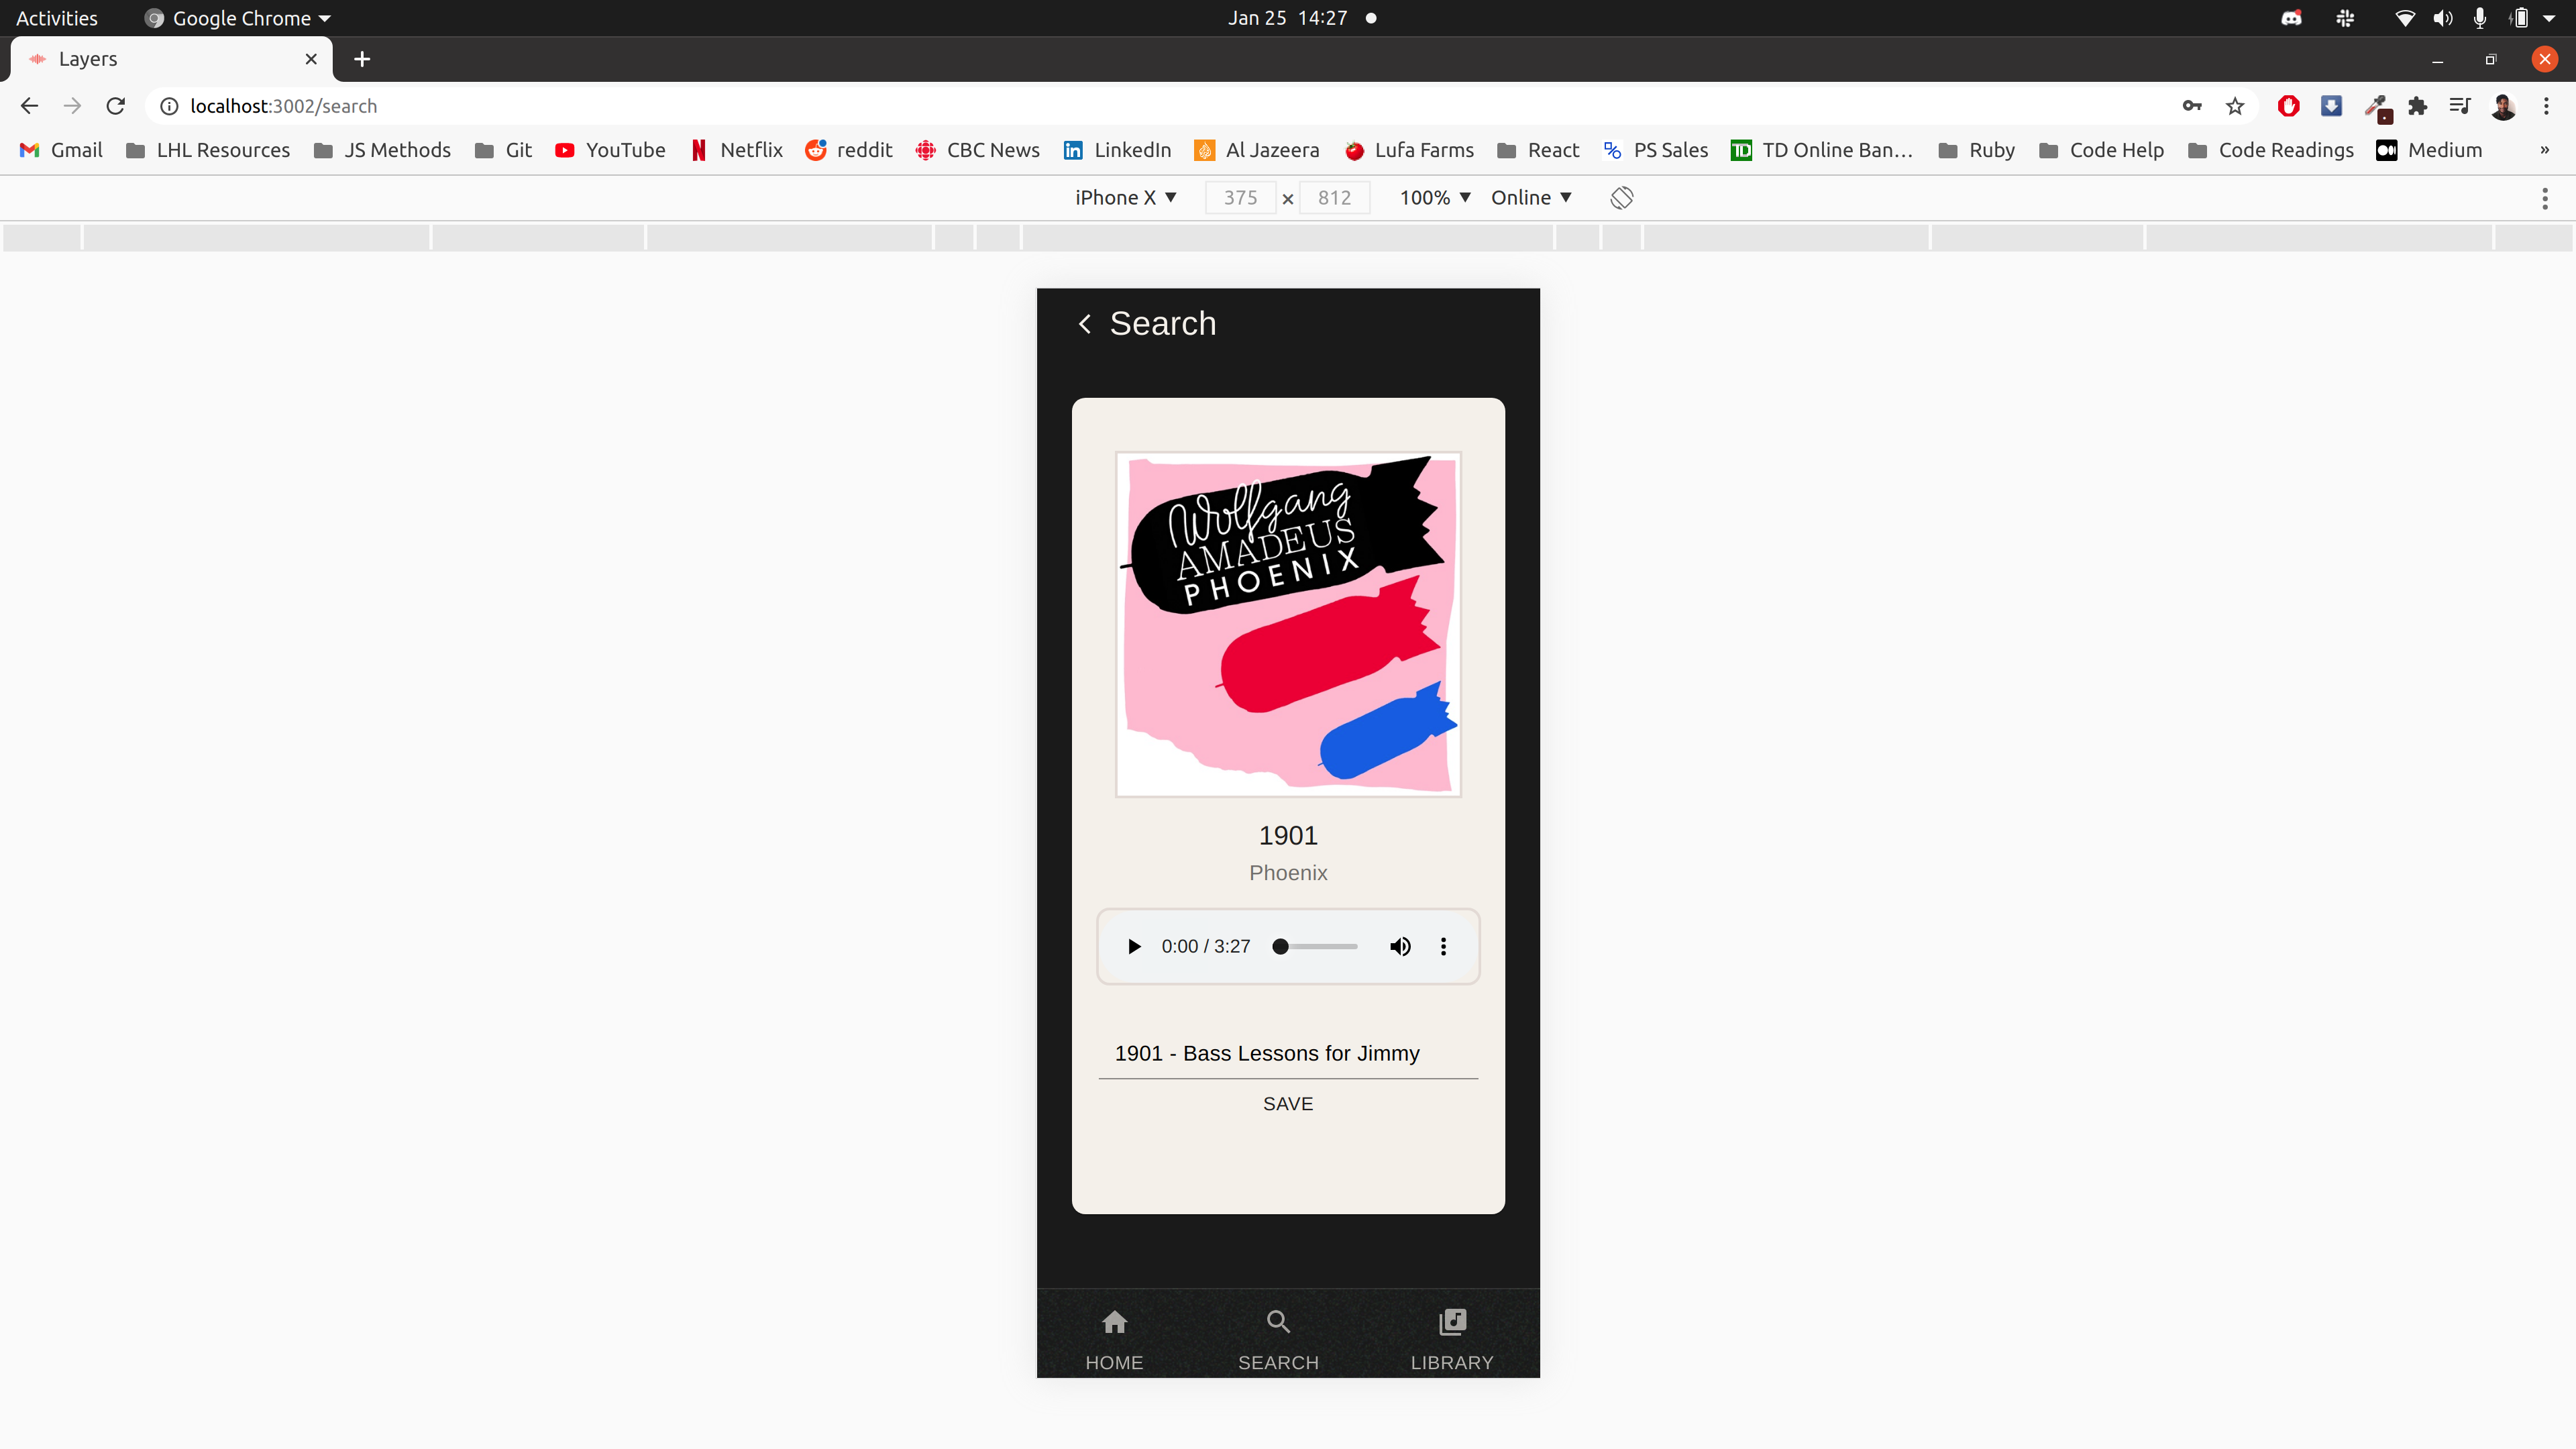 Activities Google Chrome Jan 25 14:27
Layers
localhost:3002/search
Gmail LHL Resources JS Methods Git YouTube Netflix reddit CBC News LinkedIn Al Jazeera Lufa Farms React PS Sales TD TD Online Ban... Ruby Code Help Code Readings Medium »
iPhone X 375 × 812 100% Online
Search
Wolfgang
AMADEUS
PHOENIX
1901
Phoenix
0:00 / 3:27
1901 - Bass Lessons for Jimmy
SAVE
HOME SEARCH LIBRARY